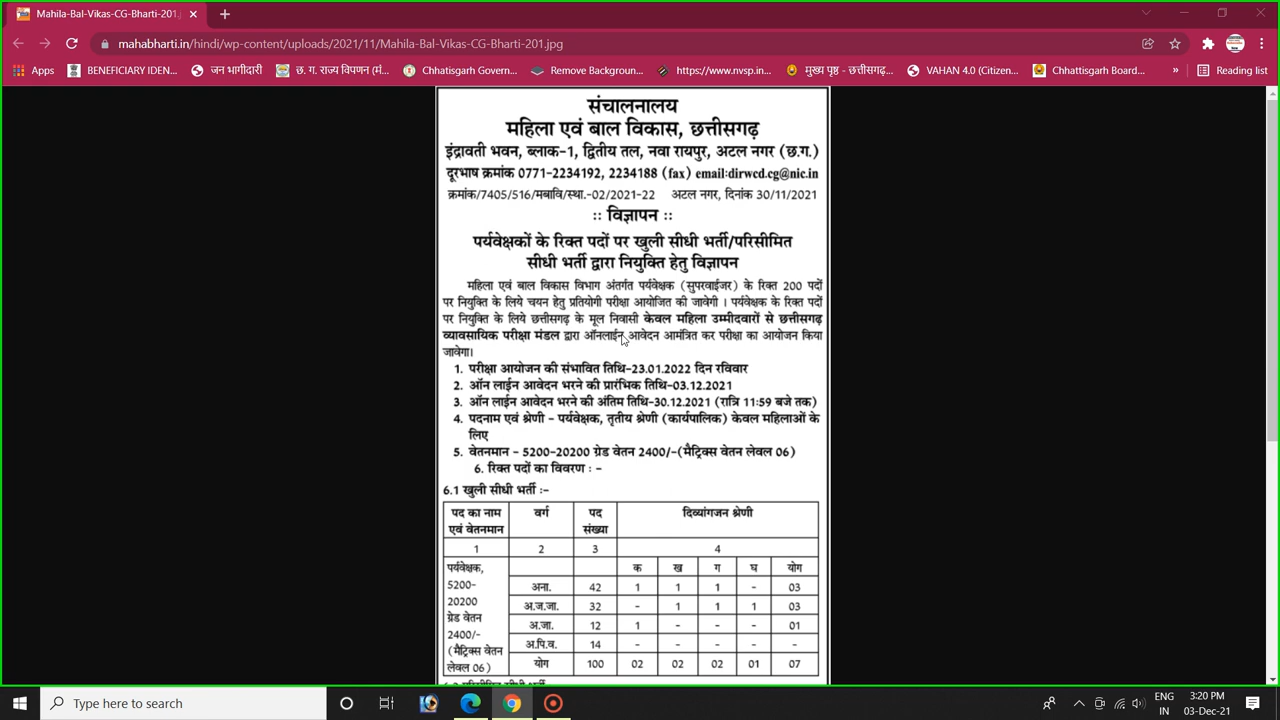 Mahila-Bal-Vikas-CG-Bharti-201.j
mahabharti.in/hindi/wp-content/uploads/2021/11/Mahila-Bal-Vikas-CG-Bharti-201.jpg
Apps BENEFICIARY IDEN... जन भागीदारी छ. ग. राज्य विपणन (मं... Chhatisgarh Govern... Remove Backgroun... https://www.nvsp.in... मुख्य पृष्ठ - छत्तीसगढ़... VAHAN 4.0 (Citizen... Chhattisgarh Board... » Reading list
संचालनालय
महिला एवं बाल विकास, छत्तीसगढ़
इंद्रावती भवन, ब्लाक-1, द्वितीय तल, नवा रायपुर, अटल नगर (छ.ग.)
दूरभाष क्रमांक 0771-2234192, 2234188 (fax) email:dirwcd.cg@nic.in
क्रमांक/7405/516/मबावि/स्था.-02/2021-22 अटल नगर, दिनांक 30/11/2021
:: विज्ञापन ::
पर्यवेक्षकों के रिक्त पदों पर खुली सीधी भर्ती/परिसीमित
सीधी भर्ती द्वारा नियुक्ति हेतु विज्ञापन
महिला एवं बाल विकास विभाग अंतर्गत पर्यवेक्षक (सुपरवाईजर) के रिक्त 200 पदों
पर नियुक्ति के लिये चयन हेतु प्रतियोगी परीक्षा आयोजित की जावेगी । पर्यवेक्षक के रिक्त पदों
पर नियुक्ति के लिये छत्तीसगढ़ के मूल निवासी केवल महिला उम्मीदवारों से छत्तीसगढ़
व्यावसायिक परीक्षा मंडल द्वारा ऑनलाईन आवेदन आमंत्रित कर परीक्षा का आयोजन किया
जावेगा।
1. परीक्षा आयोजन की संभावित तिथि-23.01.2022 दिन रविवार
2. ऑन लाईन आवेदन भरने की प्रारंभिक तिथि-03.12.2021
3. ऑन लाईन आवेदन भरने की अंतिम तिथि-30.12.2021 (रात्रि 11:59 बजे तक)
4. पदनाम एवं श्रेणी - पर्यवेक्षक, तृतीय श्रेणी (कार्यपालिक) केवल महिलाओं के
लिए
5. वेतनमान - 5200-20200 ग्रेड वेतन 2400/-(मैट्रिक्स वेतन लेवल 06)
6. रिक्त पदों का विवरण : -
6.1 खुली सीधी भर्ती :-
पद का नाम वर्ग पद दिव्यांगजन श्रेणी
एवं वेतनमान संख्या
1 2 3 4
पर्यवेक्षक, क ख ग घ योग
5200- अना. 42 1 1 1 - 03
20200 अ.ज.जा. 32 - 1 1 1 03
ग्रेड वेतन अ.जा. 12 1 - - - 01
2400/-
(मैट्रिक्स वेतन अ.पि.व. 14 - - - - -
लेवल 06) योग 100 02 02 02 01 07
Type here to search
ENG 3:20 PM
IN 03-Dec-21